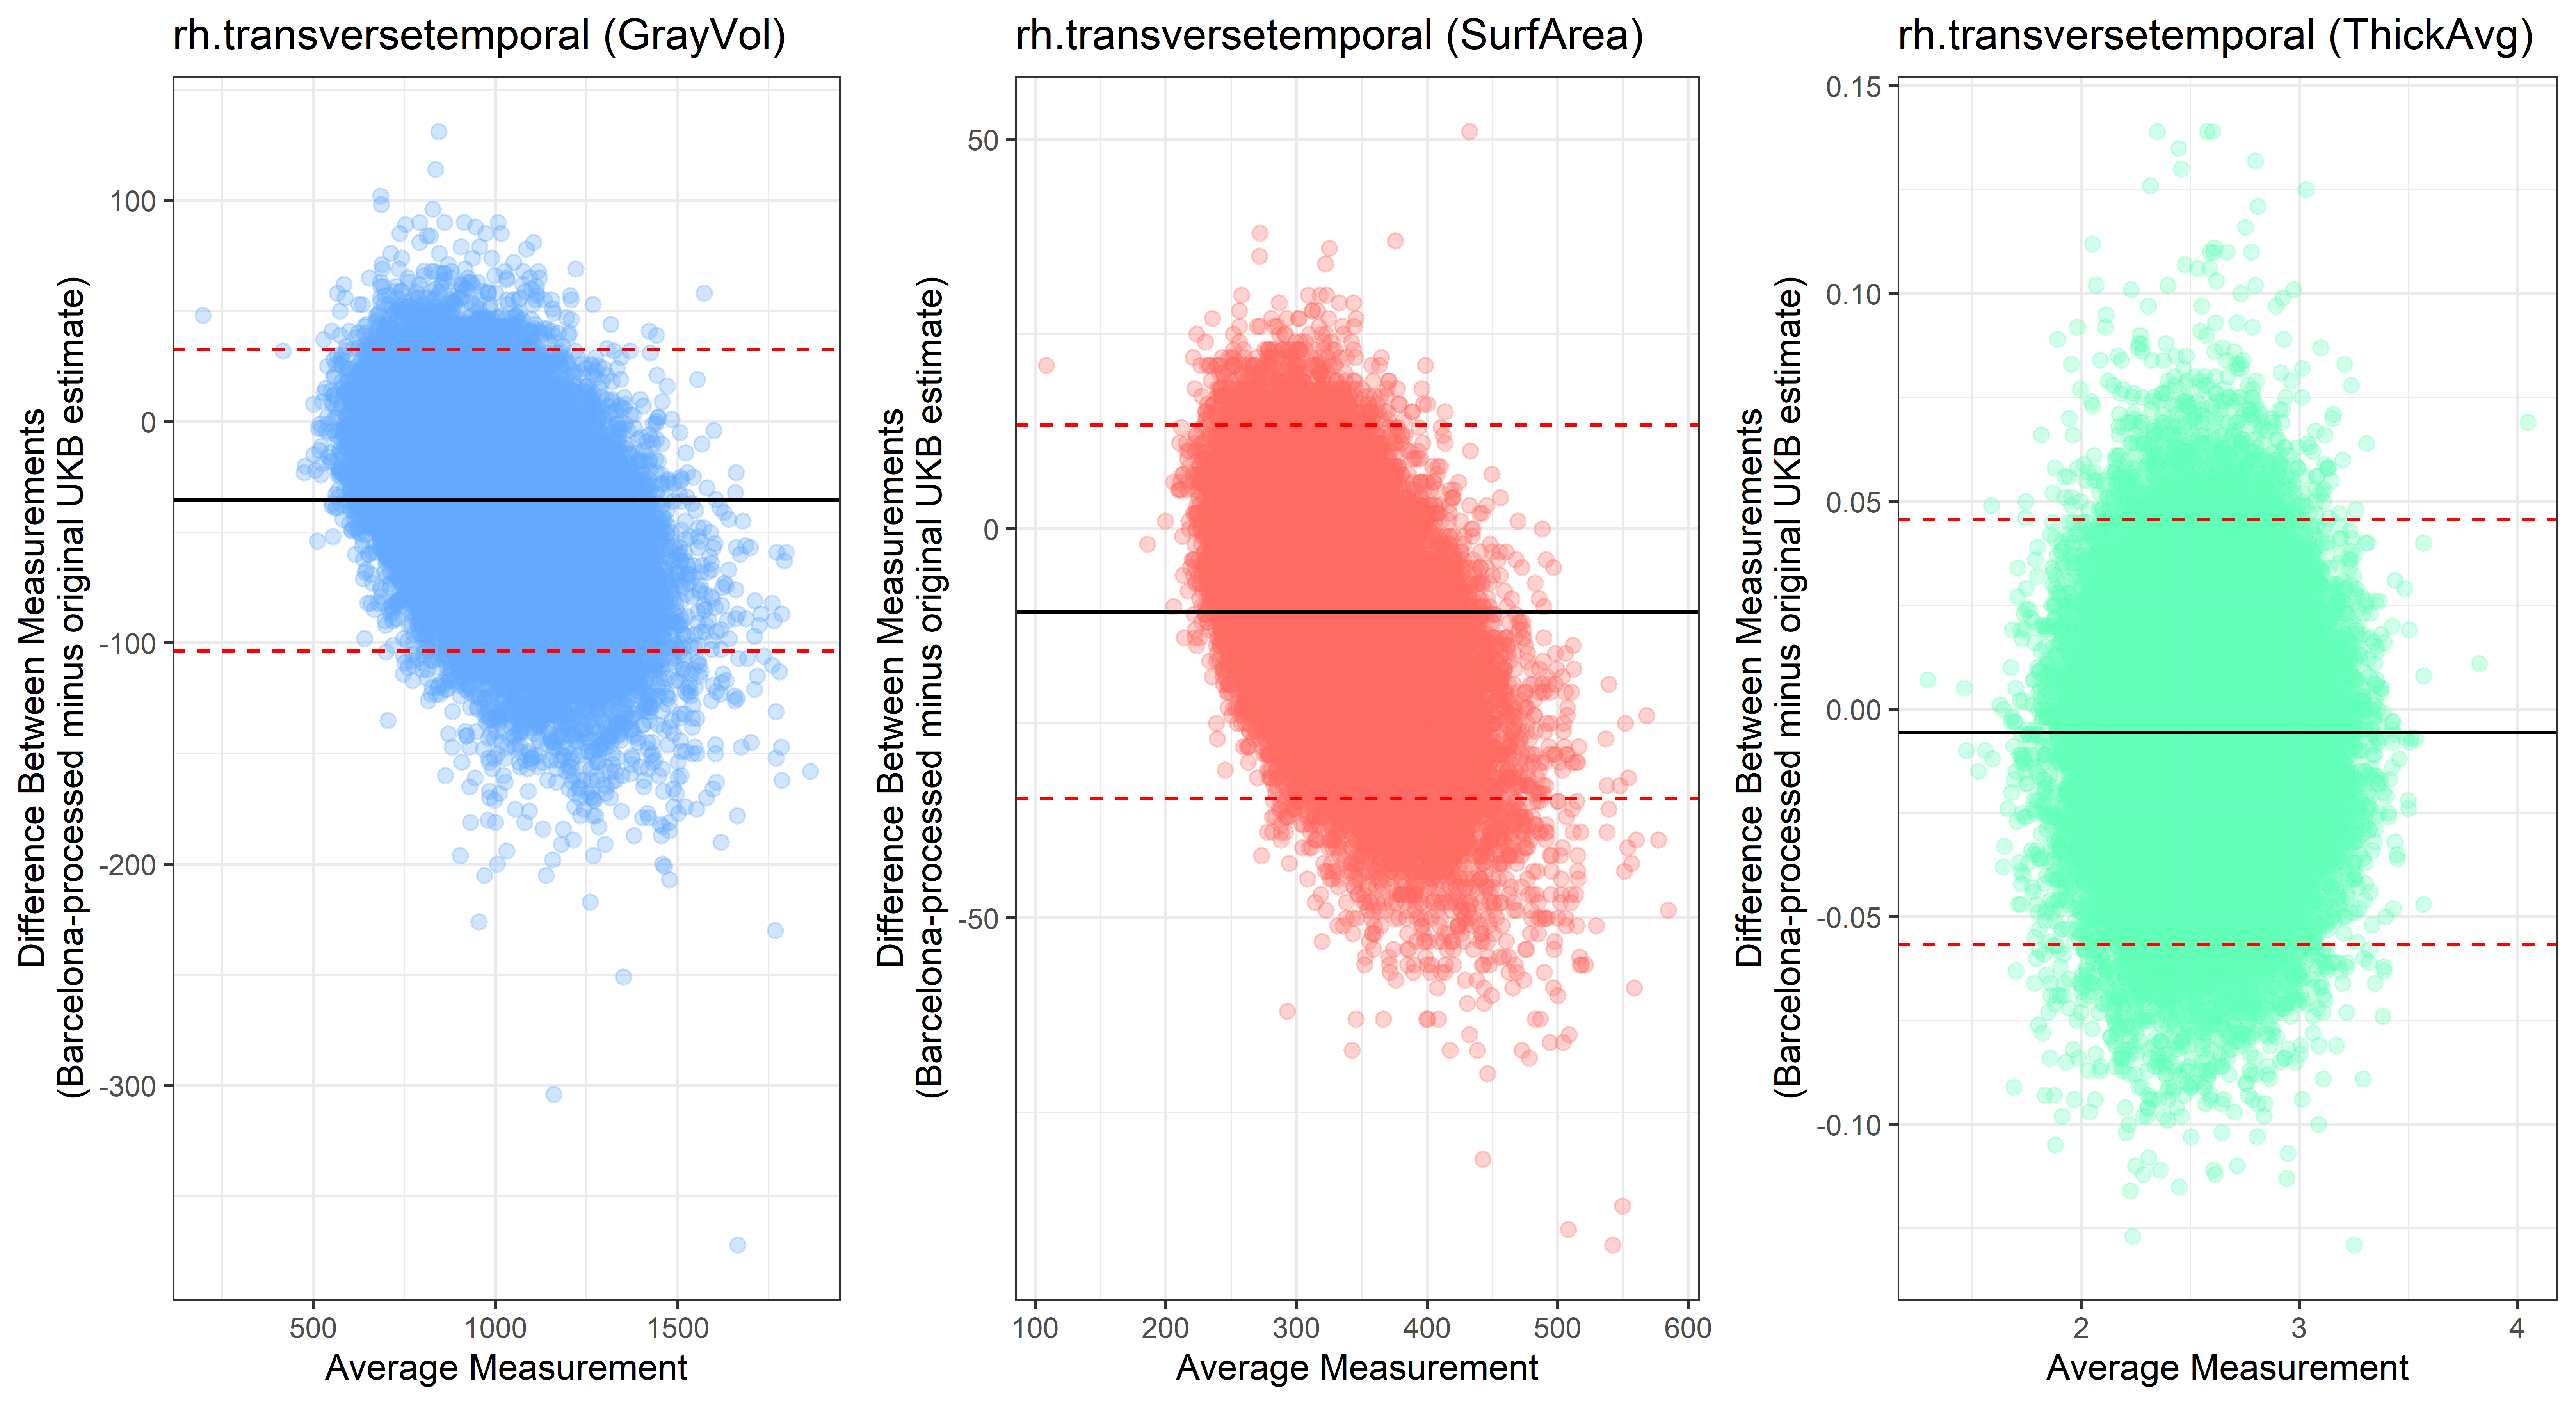 rh.transversetemporal (GrayVol)
Difference Between Measurements
(Barcelona-processed minus original UKB estimate)
100
0
-100
-200
-300
500 1000 1500
Average Measurement
rh.transversetemporal (SurfArea)
Difference Between Measurements
(Barcelona-processed minus original UKB estimate)
50
0
-50
100 200 300 400 500 600
Average Measurement
rh.transversetemporal (ThickAvg)
Difference Between Measurements
(Barcelona-processed minus original UKB estimate)
0.15
0.10
0.05
0.00
-0.05
-0.10
2 3 4
Average Measurement